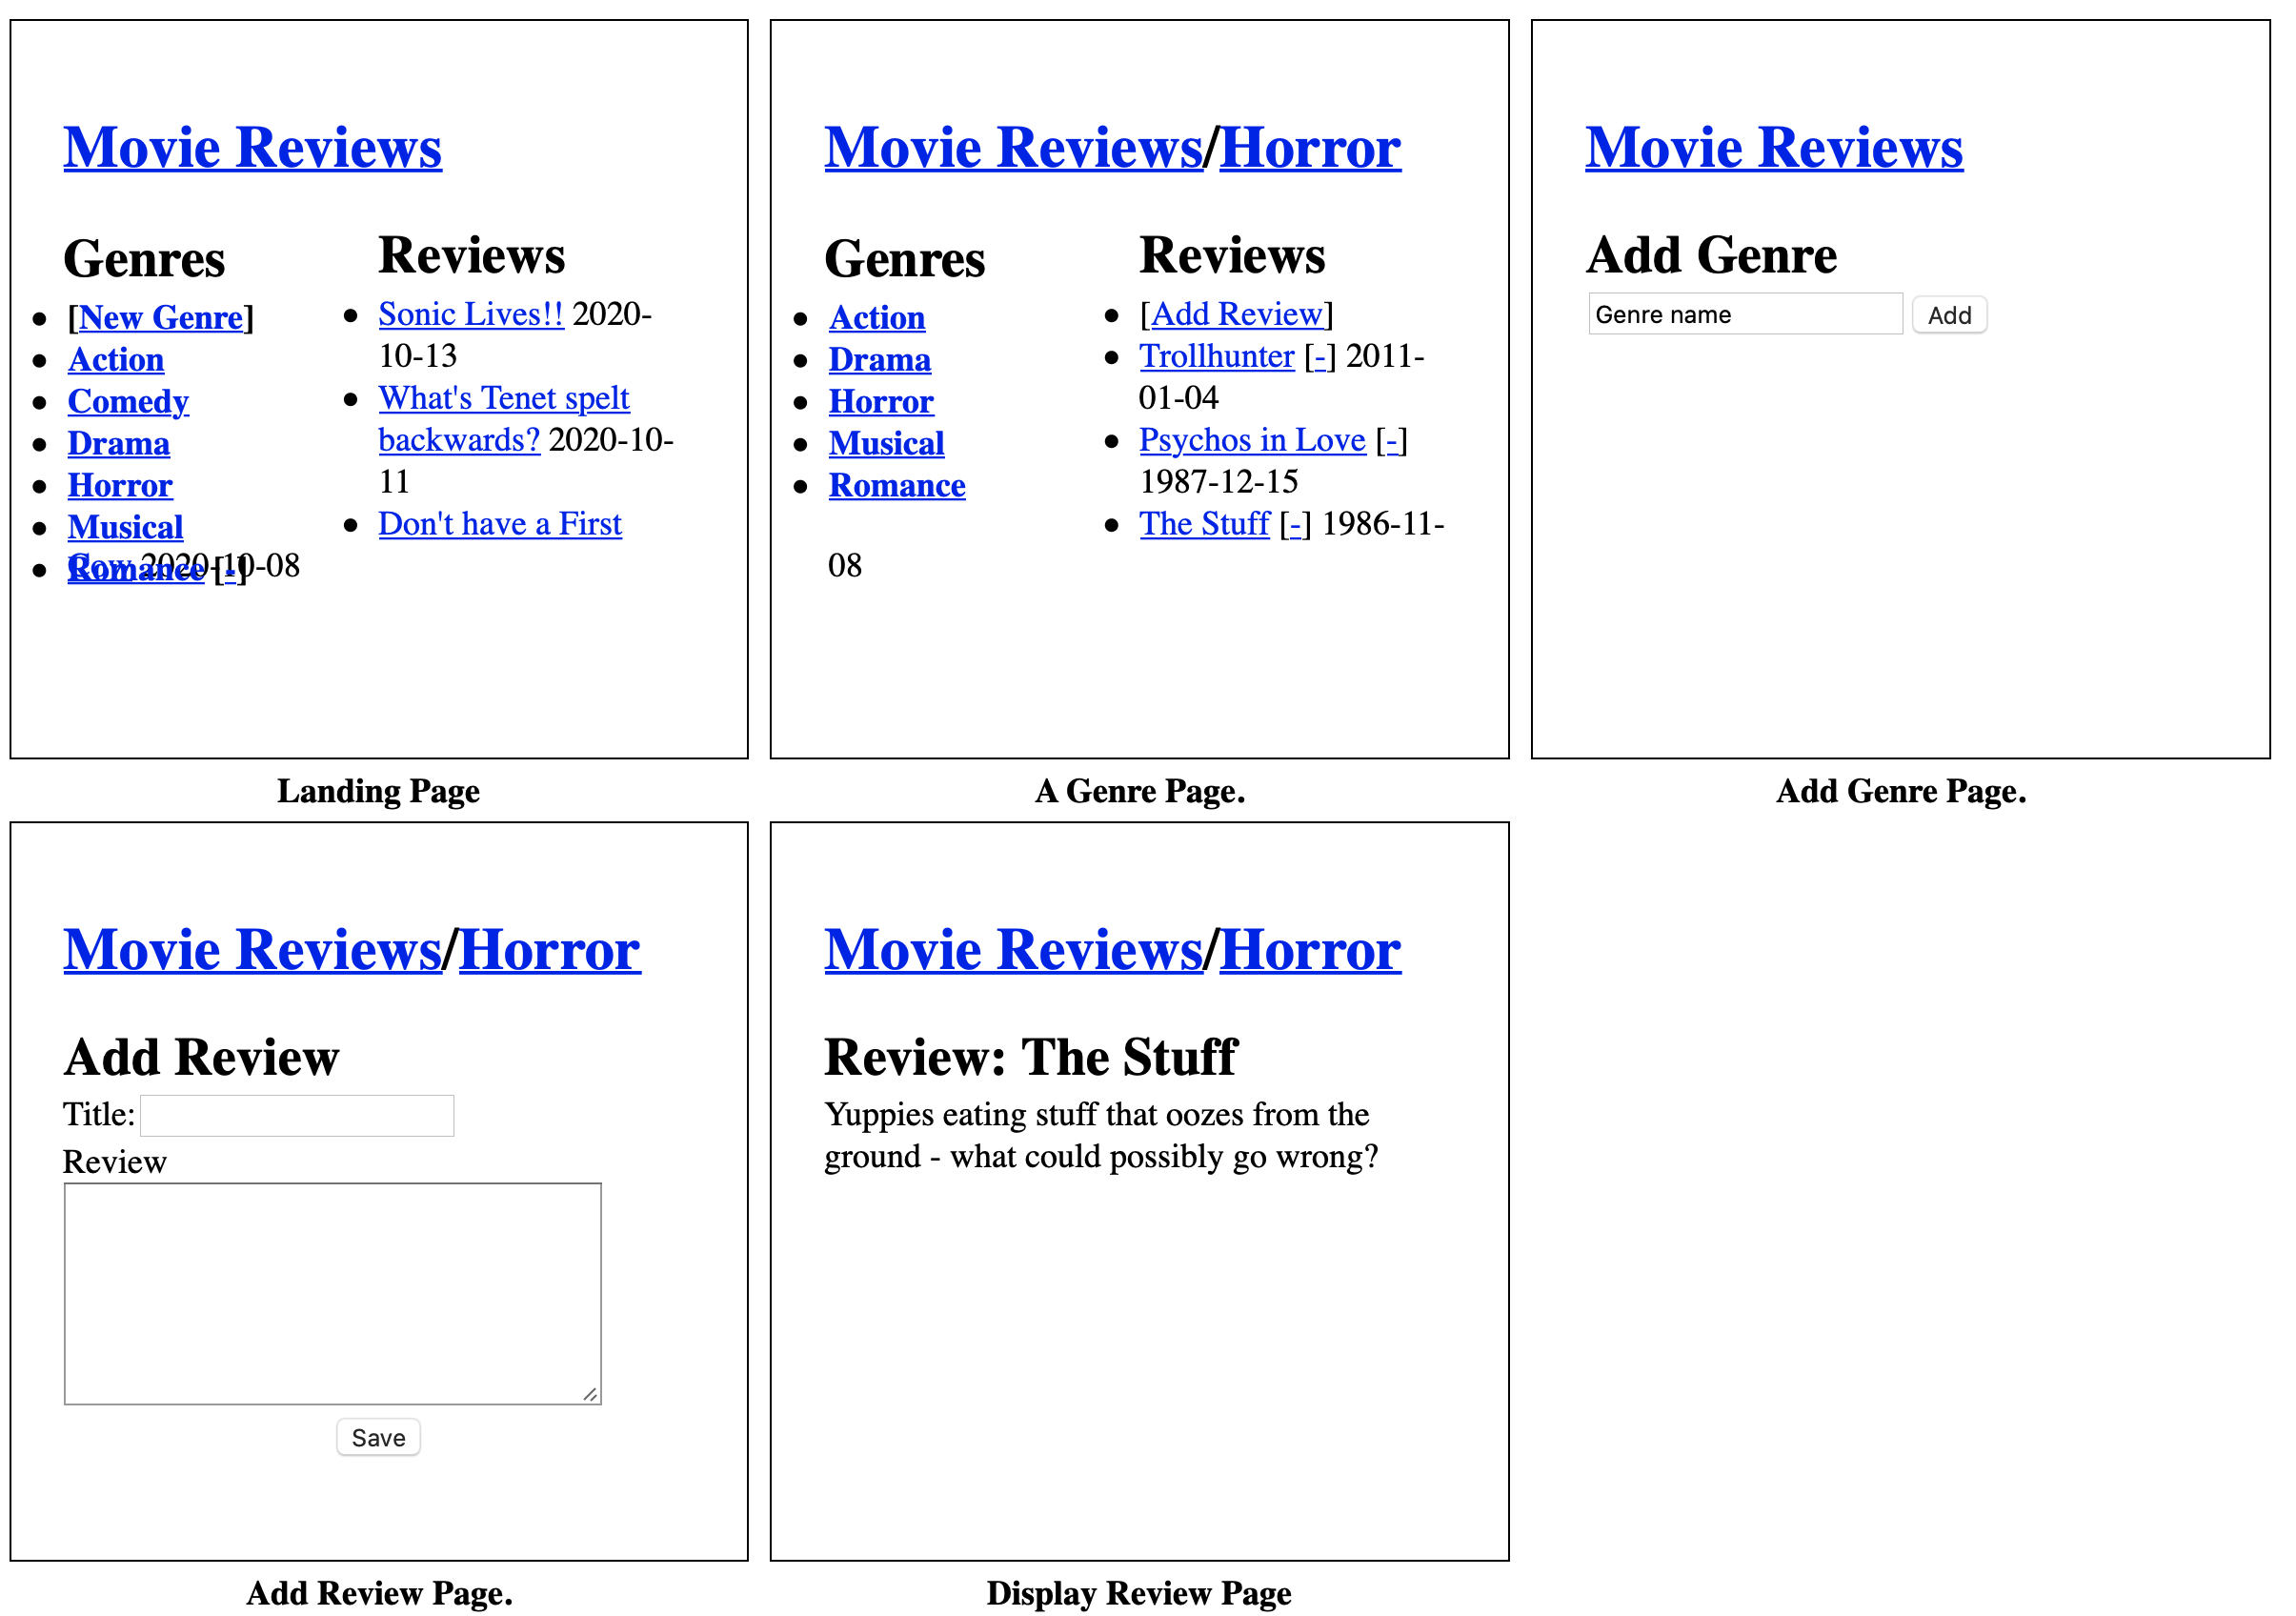 Movie Reviews
Genres
[New Genre]
Action
Comedy
Drama
Horror
Musical
Romance [-]
Reviews
Sonic Lives!! 2020-
10-13
What's Tenet spelt
backwards? 2020-10-
11
Don't have a First
Cow 2020-10-08
Landing Page
Movie Reviews/Horror
Genres
Action
Drama
Horror
Musical
Romance
Reviews
[Add Review]
Trollhunter [-] 2011-
01-04
Psychos in Love [-]
1987-12-15
The Stuff [-] 1986-11-
08
A Genre Page.
Movie Reviews
Add Genre
Genre name Add
Add Genre Page.
Movie Reviews/Horror
Add Review
Title:
Review
Save
Add Review Page.
Movie Reviews/Horror
Review: The Stuff
Yuppies eating stuff that oozes from the
ground - what could possibly go wrong?
Display Review Page